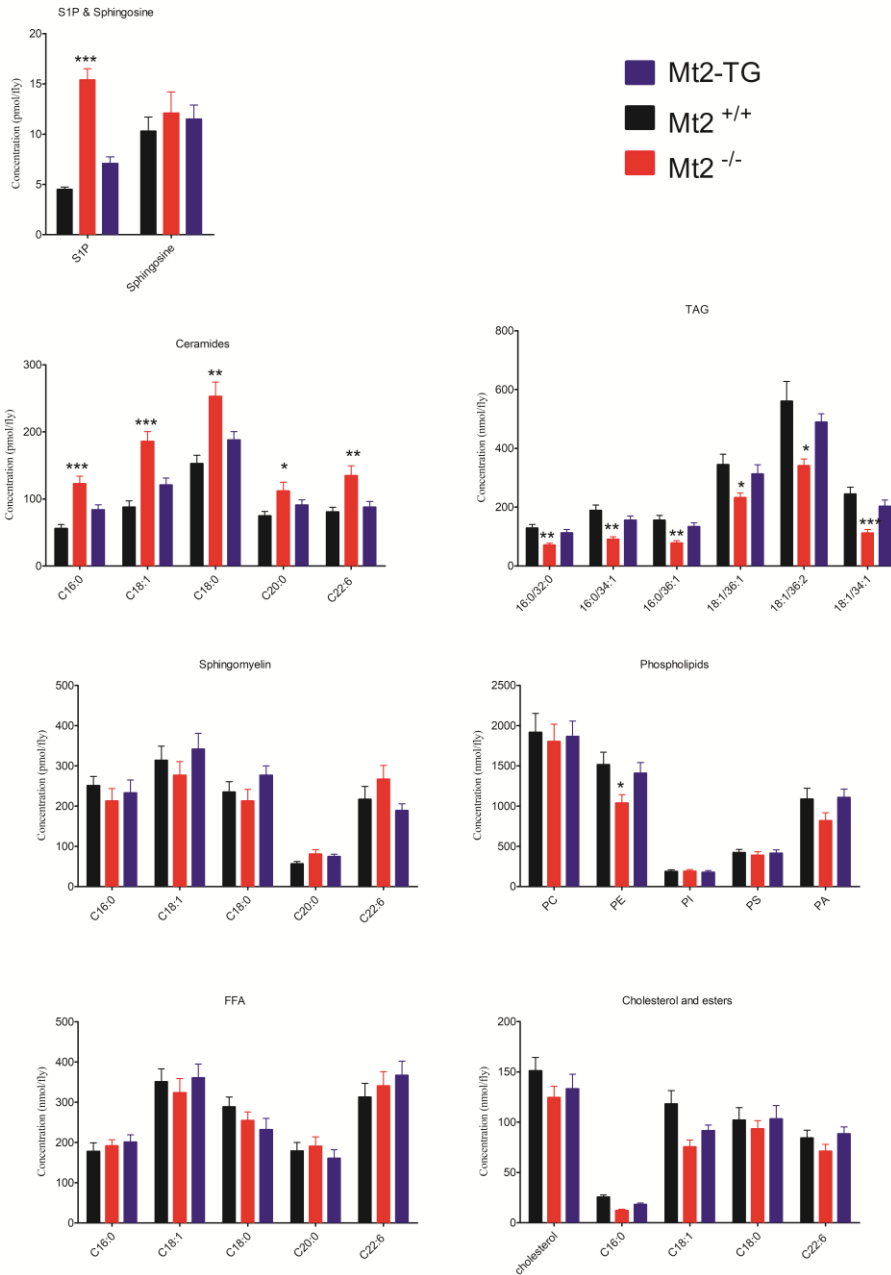 S1P & Sphingosine
Concentration (pmol/fly)
20
15
10
5
0
***
S1P
Sphingosine
Mt2-TG
Mt2 +/+
Mt2 -/-
Ceramides
Concentration (pmol/fly)
300
200
100
0
***
***
**
*
**
C16:0
C18:1
C18:0
C20:0
C22:6
TAG
Concentration (nmol/fly)
800
600
400
200
0
**
**
**
*
*
***
16:0/32:0
16:0/34:1
16:0/36:1
18:1/36:1
18:1/36:2
18:1/34:1
Sphingomyelin
Concentration (pmol/fly)
500
400
300
200
100
0
C16:0
C18:1
C18:0
C20:0
C22:6
Phospholipids
Concentration (nmol/fly)
2500
2000
1500
1000
500
0
*
PC
PE
PI
PS
PA
FFA
Concentration (pmol/fly)
500
400
300
200
100
0
C16:0
C18:1
C18:0
C20:0
C22:6
Cholesterol and esters
Concentration (nmol/fly)
200
150
100
50
0
cholesterol
C16:0
C18:1
C18:0
C22:6